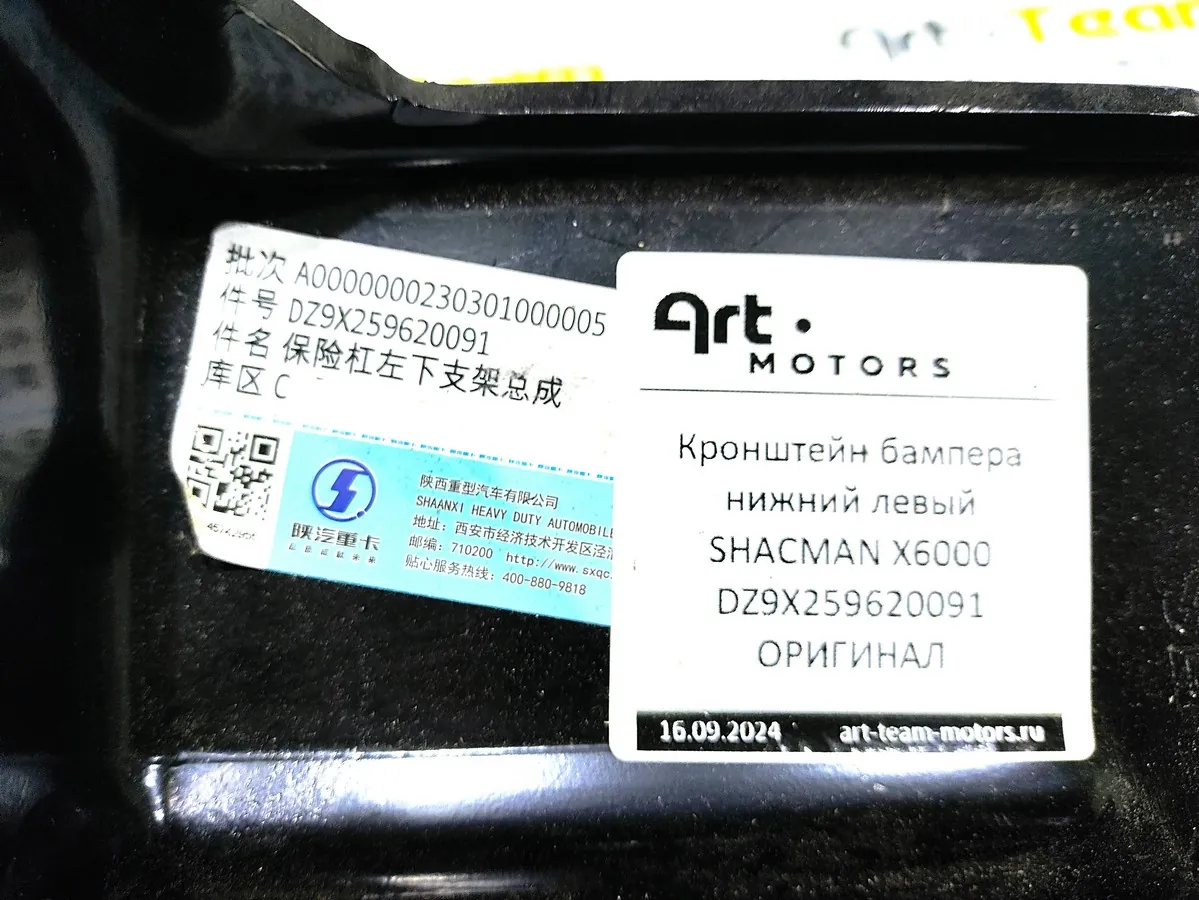 Art Team
批次 A0000000230301000005
件号 DZ9X259620091
件名 保险杠左下支架总成
库区 C
陕汽重卡
陕西重型汽车有限公司
SHAANXI HEAVY DUTY AUTOMOBILE
地址：西安市经济技术开发区泾渭
邮编：710200 http://www.sxqc.
贴心服务热线：400-880-9818
Art.
MOTORS
Кронштейн бампера
нижний левый
SHACMAN X6000
DZ9X259620091
ОРИГИНАЛ
16.09.2024 art-team-motors.ru